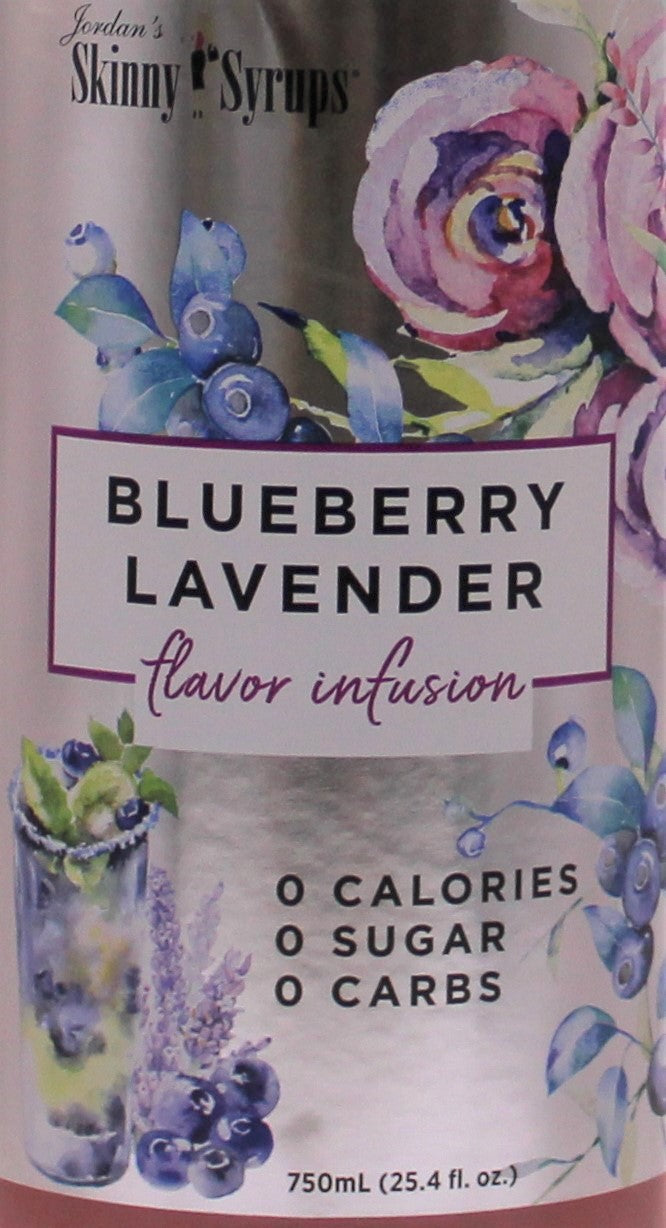 Jordan's
Skinny Syrups
BLUEBERRY
LAVENDER
flavor infusion
0 CALORIES
0 SUGAR
0 CARBS
750mL (25.4 fl. oz.)